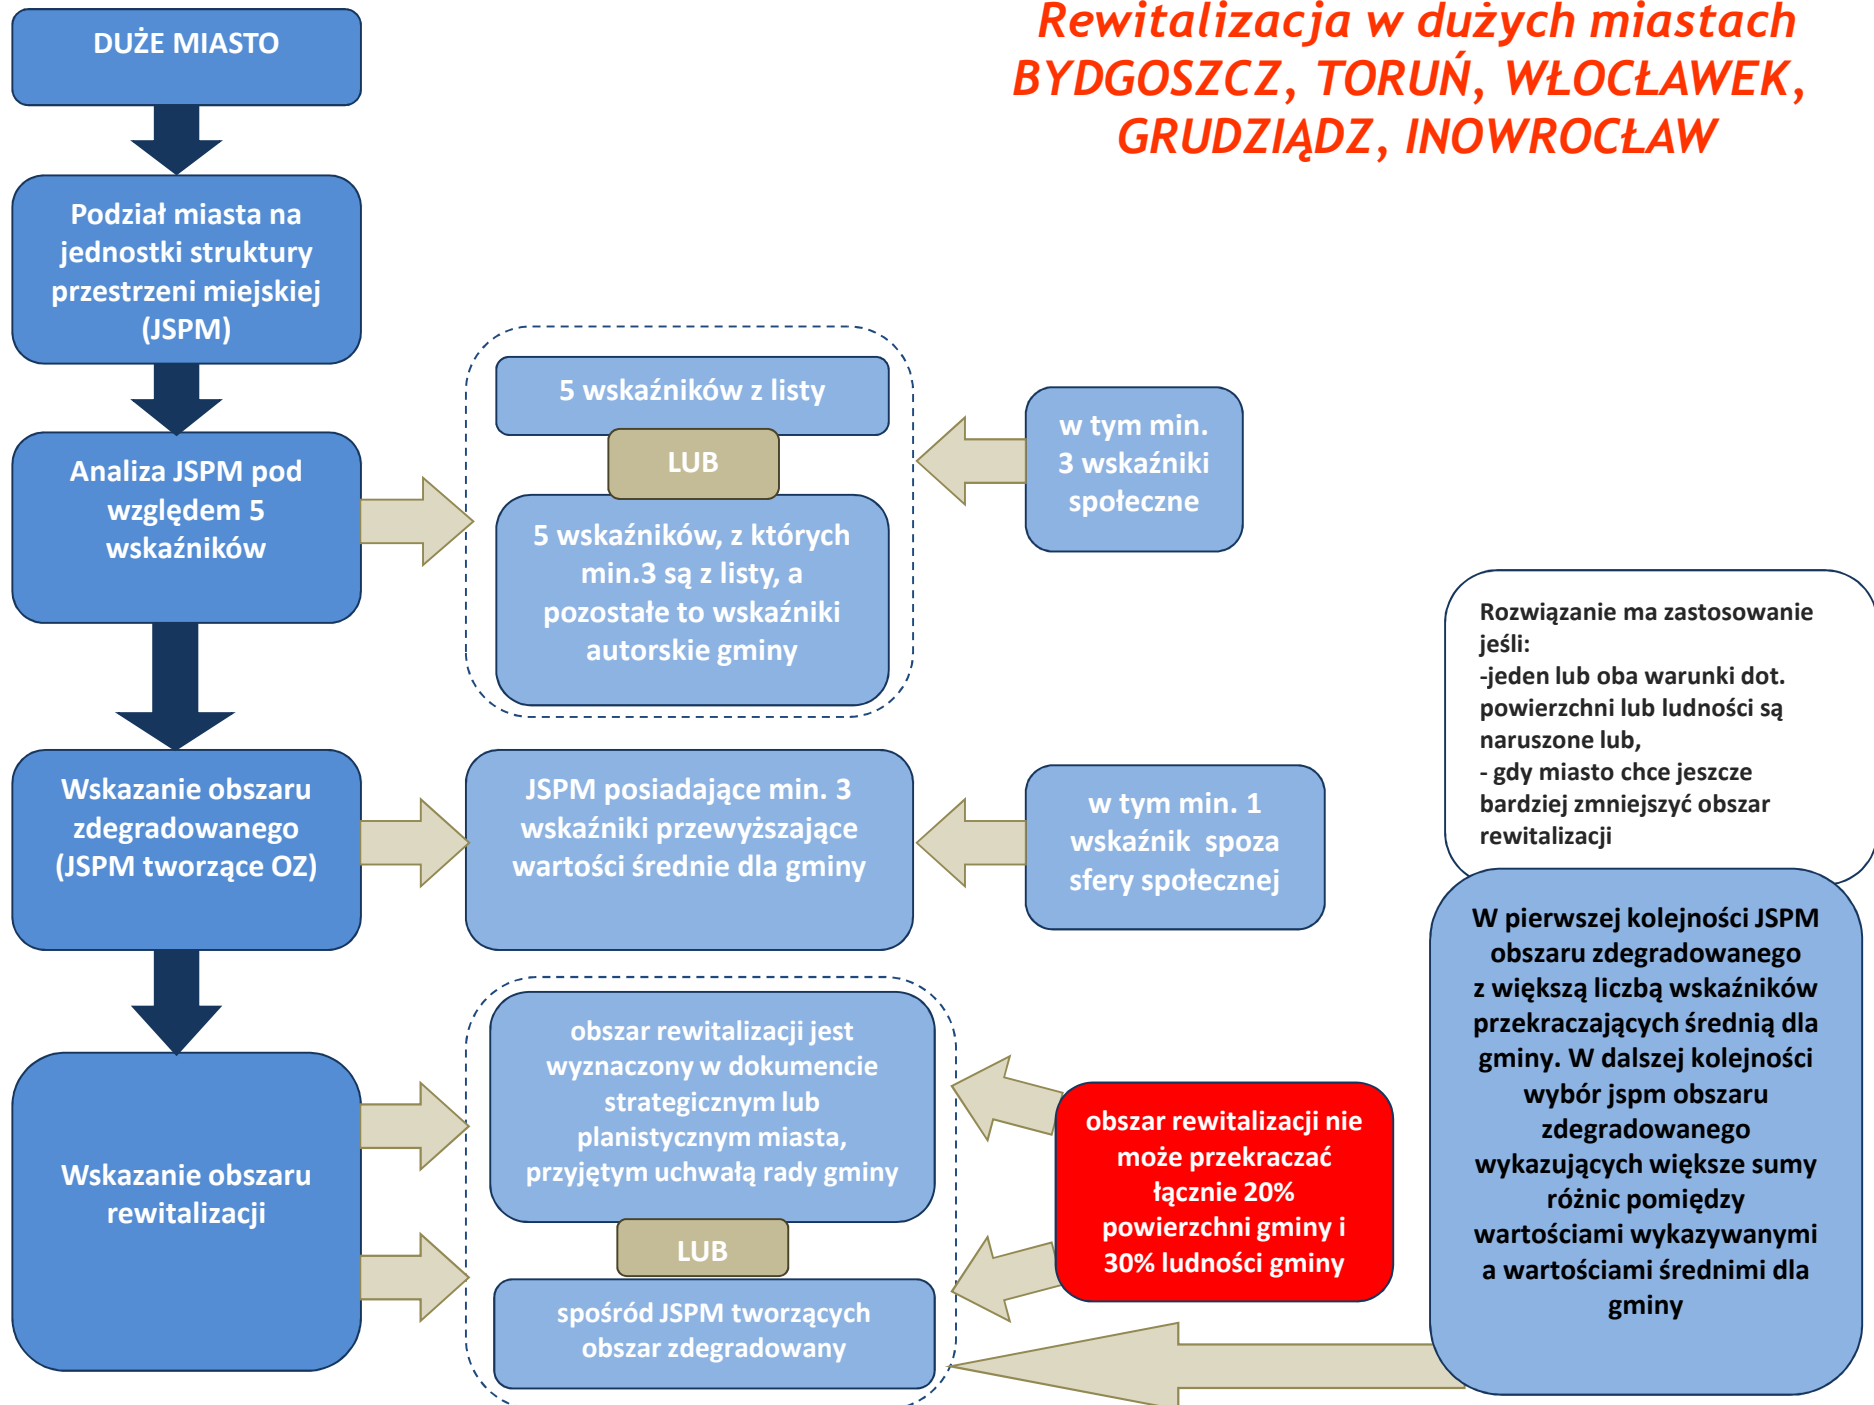 Rewitalizacja w dużych miastach
BYDGOSZCZ, TORUŃ, WŁOCŁAWEK,
GRUDZIĄDZ, INOWROCŁAW
DUŻE MIASTO
Podział miasta na
jednostki struktury
przestrzeni miejskiej
(JSPM)
Analiza JSPM pod
względem 5
wskaźników
5 wskaźników z listy
LUB
5 wskaźników, z których
min.3 są z listy, a
pozostałe to wskaźniki
autorskie gminy
w tym min.
3 wskaźniki
społeczne
Wskazanie obszaru
zdegradowanego
(JSPM tworzące OZ)
JSPM posiadające min. 3
wskaźniki przewyższające
wartości średnie dla gminy
w tym min. 1
wskaźnik spoza
sfery społecznej
Wskazanie obszaru
rewitalizacji
obszar rewitalizacji jest
wyznaczony w dokumencie
strategicznym lub
planistycznym miasta,
przyjętym uchwałą rady gminy
LUB
spośród JSPM tworzących
obszar zdegradowany
obszar rewitalizacji nie
może przekraczać
łącznie 20%
powierzchni gminy i
30% ludności gminy
Rozwiązanie ma zastosowanie
jeśli:
-jeden lub oba warunki dot.
powierzchni lub ludności są
naruszone lub,
- gdy miasto chce jeszcze
bardziej zmniejszyć obszar
rewitalizacji
W pierwszej kolejności JSPM
obszaru zdegradowanego
z większą liczbą wskaźników
przekraczających średnią dla
gminy. W dalszej kolejności
wybór jspm obszaru
zdegradowanego
wykazujących większe sumy
różnic pomiędzy
wartościami wykazywanymi
a wartościami średnimi dla
gminy